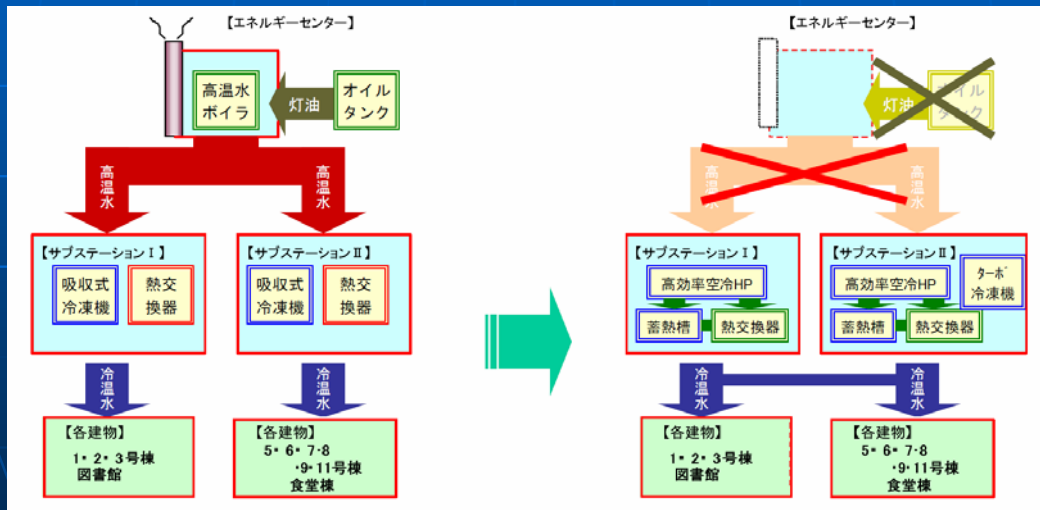 【エネルギーセンター】
高温水
ボイラ
灯油
オイル
タンク
高温水
高温水
【サブステーションⅠ】
吸収式
冷凍機
熱交
換器
【サブステーションⅡ】
吸収式
冷凍機
熱交
換器
冷温水
冷温水
【各建物】
1・2・3号棟
図書館
【各建物】
5・6・7・8
・9・11号棟
食堂棟
【エネルギーセンター】
灯油
オイル
タンク
高温水
高温水
【サブステーションⅠ】
高効率空冷HP
蓄熱槽
熱交換器
【サブステーションⅡ】
高効率空冷HP
蓄熱槽
熱交換器
ターボ
冷凍機
冷温水
冷温水
【各建物】
1・2・3号棟
図書館
【各建物】
5・6・7・8
・9・11号棟
食堂棟